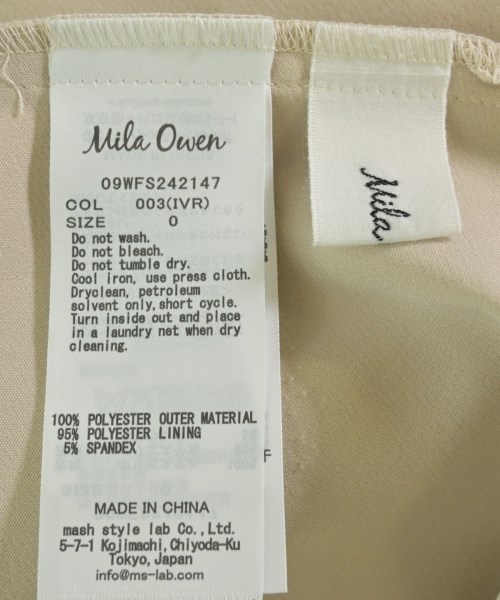 Mila Owen
09WFS242147
COL 003(IVR)
SIZE 0
Do not wash.
Do not bleach.
Do not tumble dry.
Cool iron, use press cloth.
Dryclean, petroleum
solvent only,short cycle.
Turn inside out and place
in a laundry net when dry
cleaning.
100% POLYESTER OUTER MATERIAL
95% POLYESTER LINING
5% SPANDEX
MADE IN CHINA
mash style lab Co.,Ltd.
5-7-1 Kojimachi,Chiyoda-Ku
Tokyo,Japan
info@ms-lab.com
Mila
F